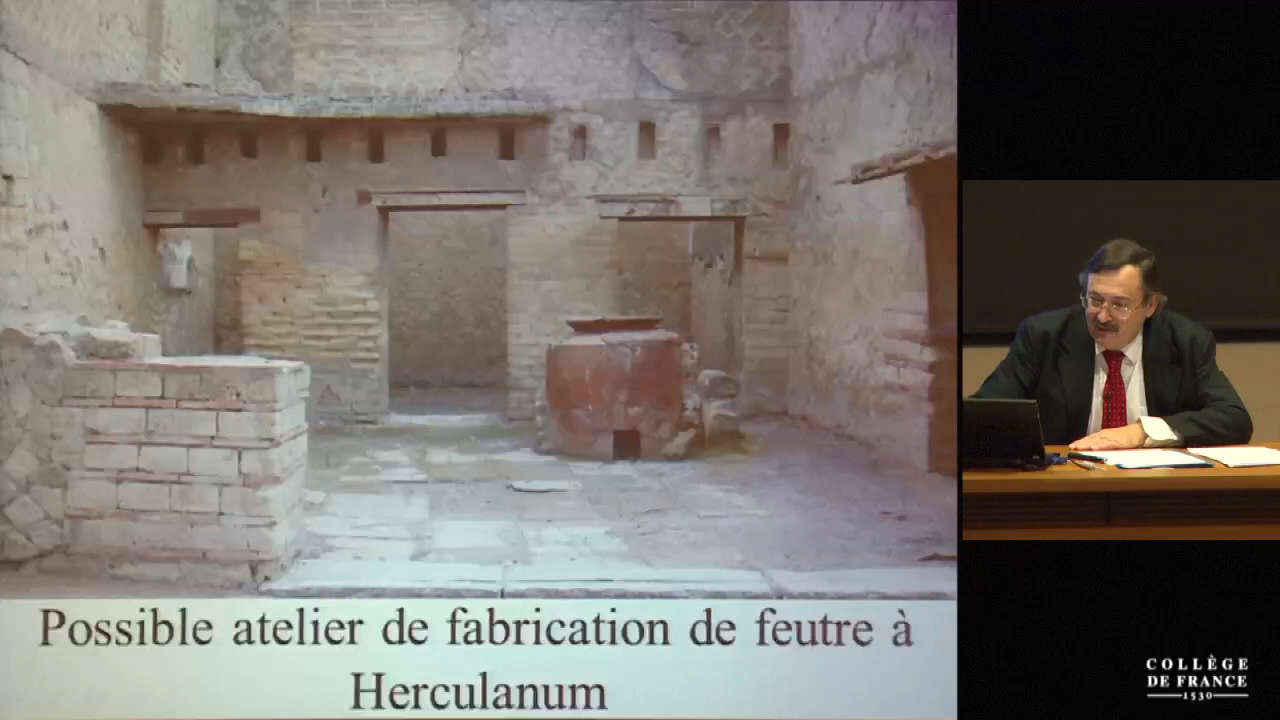 Possible atelier de fabrication de feutre à
Herculanum
COLLÈGE
DE FRANCE
1530